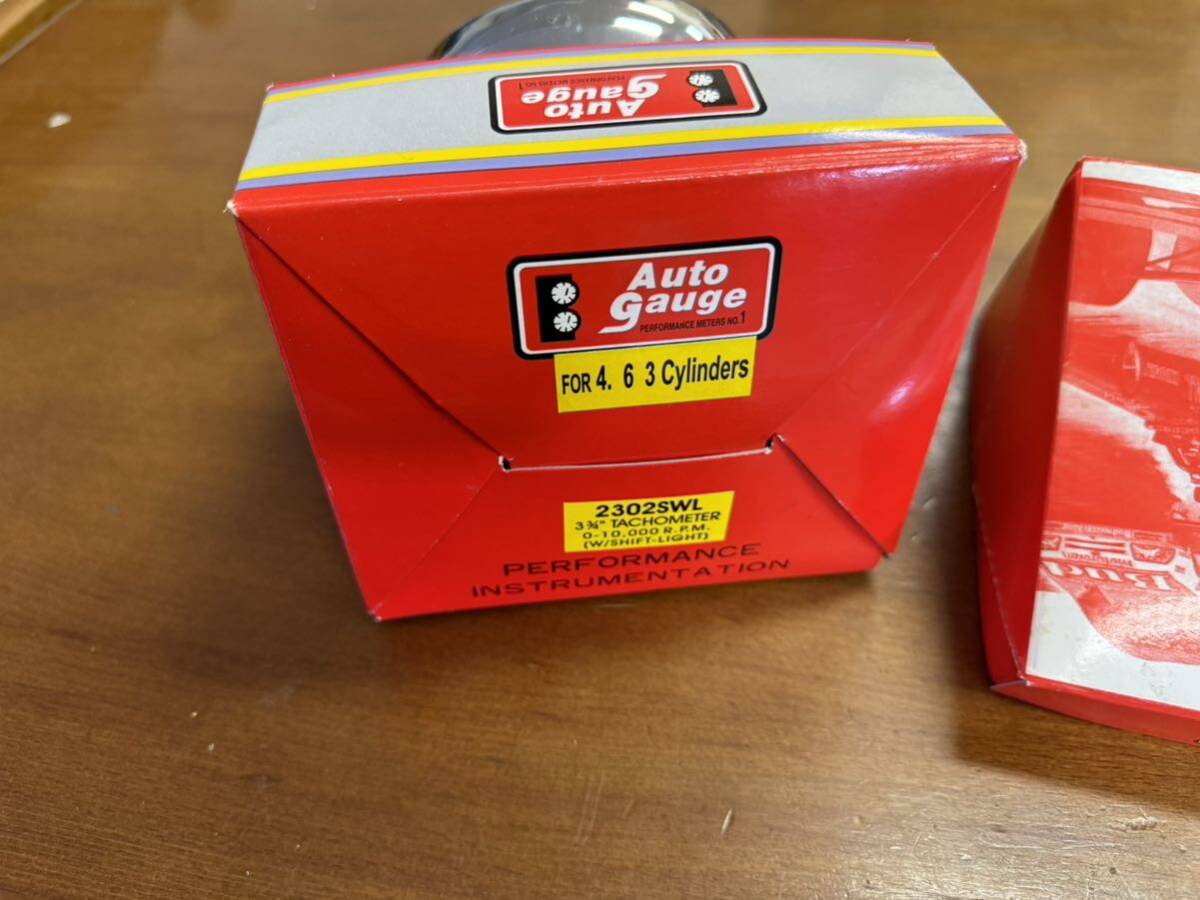 Auto
Gauge
PERFORMANCE METERS NO.1
Auto
Gauge
PERFORMANCE METERS NO.1
FOR 4. 6 3 Cylinders
2302SWL
3¾" TACHOMETER
0-10,000 R.P.M.
(W/SHIFT-LIGHT)
PERFORMANCE
INSTRUMENTATION
Bud